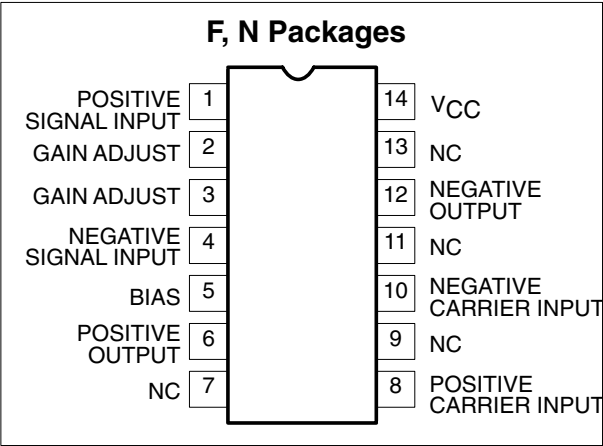 F, N Packages
POSITIVE
SIGNAL INPUT
1
GAIN ADJUST
2
GAIN ADJUST
3
NEGATIVE
SIGNAL INPUT
4
BIAS
5
POSITIVE
OUTPUT
6
NC
7
14
VCC
13
NC
12
NEGATIVE
OUTPUT
11
NC
10
NEGATIVE
CARRIER INPUT
9
NC
8
POSITIVE
CARRIER INPUT